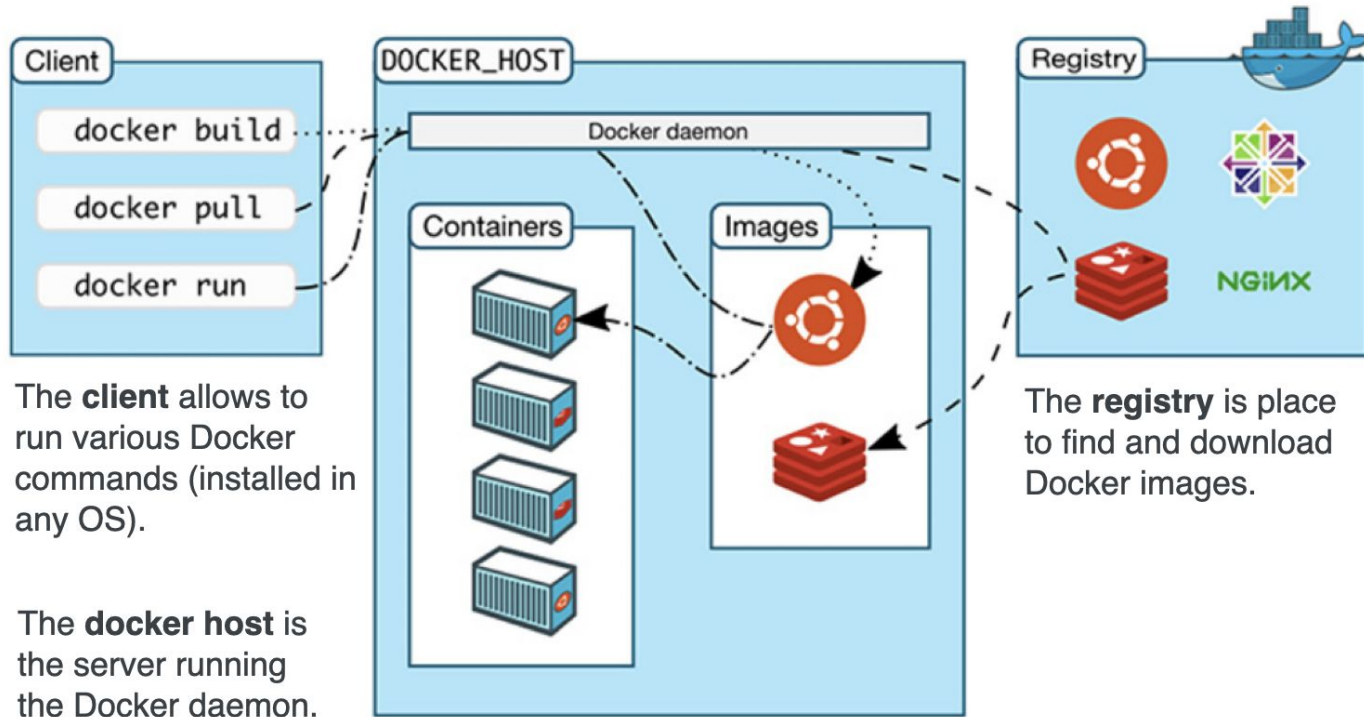 Client
docker build
docker pull
docker run
The client allows to
run various Docker
commands (installed in
any OS).
The docker host is
the server running
the Docker daemon.
DOCKER_HOST
Docker daemon
Containers
Images
Registry
NGINX
The registry is place
to find and download
Docker images.